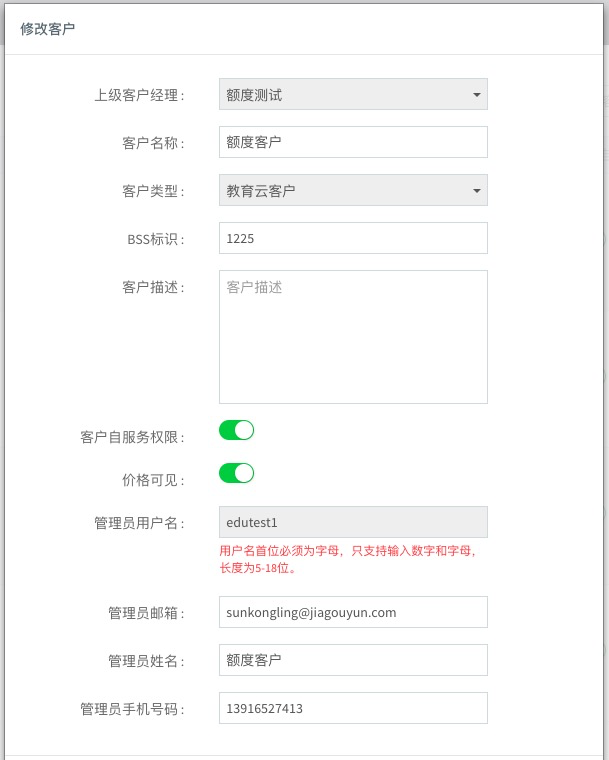 修改客户
上级客户经理：
额度测试
客户名称：
额度客户
客户类型：
教育云客户
BSS标识：
1225
客户描述：
客户描述
客户自服务权限：
价格可见：
管理员用户名：
edutest1
用户名首位必须为字母，只支持输入数字和字母，
长度为5-18位。
管理员邮箱：
sunkongling@jiagouyun.com
管理员姓名：
额度客户
管理员手机号码：
13916527413